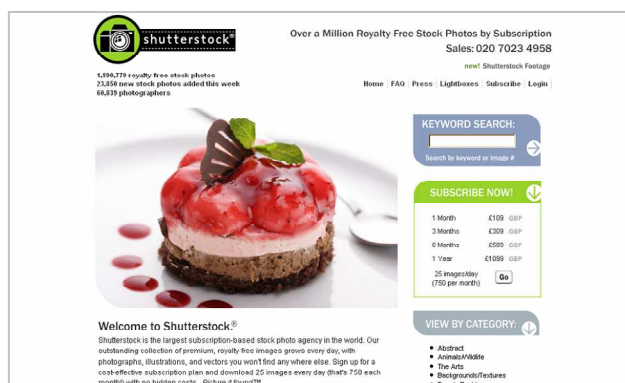 shutterstock®
Over a Million Royalty Free Stock Photos by Subscription
Sales: 020 7023 4958
new! Shutterstock Footage
1,890,779 royalty free stock photos
23,850 new stock photos added this week
60,839 photographers
Home FAQ Press Lightboxes Subscribe Login
KEYWORD SEARCH:
Search by keyword or image #
SUBSCRIBE NOW!
1 Month £109 GBP
3 Months £309 GBP
6 Months £589 GBP
1 Year £1099 GBP
25 images/day
(750 per month)
Go
VIEW BY CATEGORY:
Abstract
Animals/Wildlife
The Arts
Backgrounds/Textures
Welcome to Shutterstock.®
Shutterstock is the largest subscription-based stock photo agency in the world. Our
outstanding collection of premium, royalty-free images grows every day, with
photographs, illustrations, and vectors you won't find any where else. Sign up for a
cost-effective subscription plan and download 25 images every day (that's 750 each
month) with no hidden costs. Picture it found™